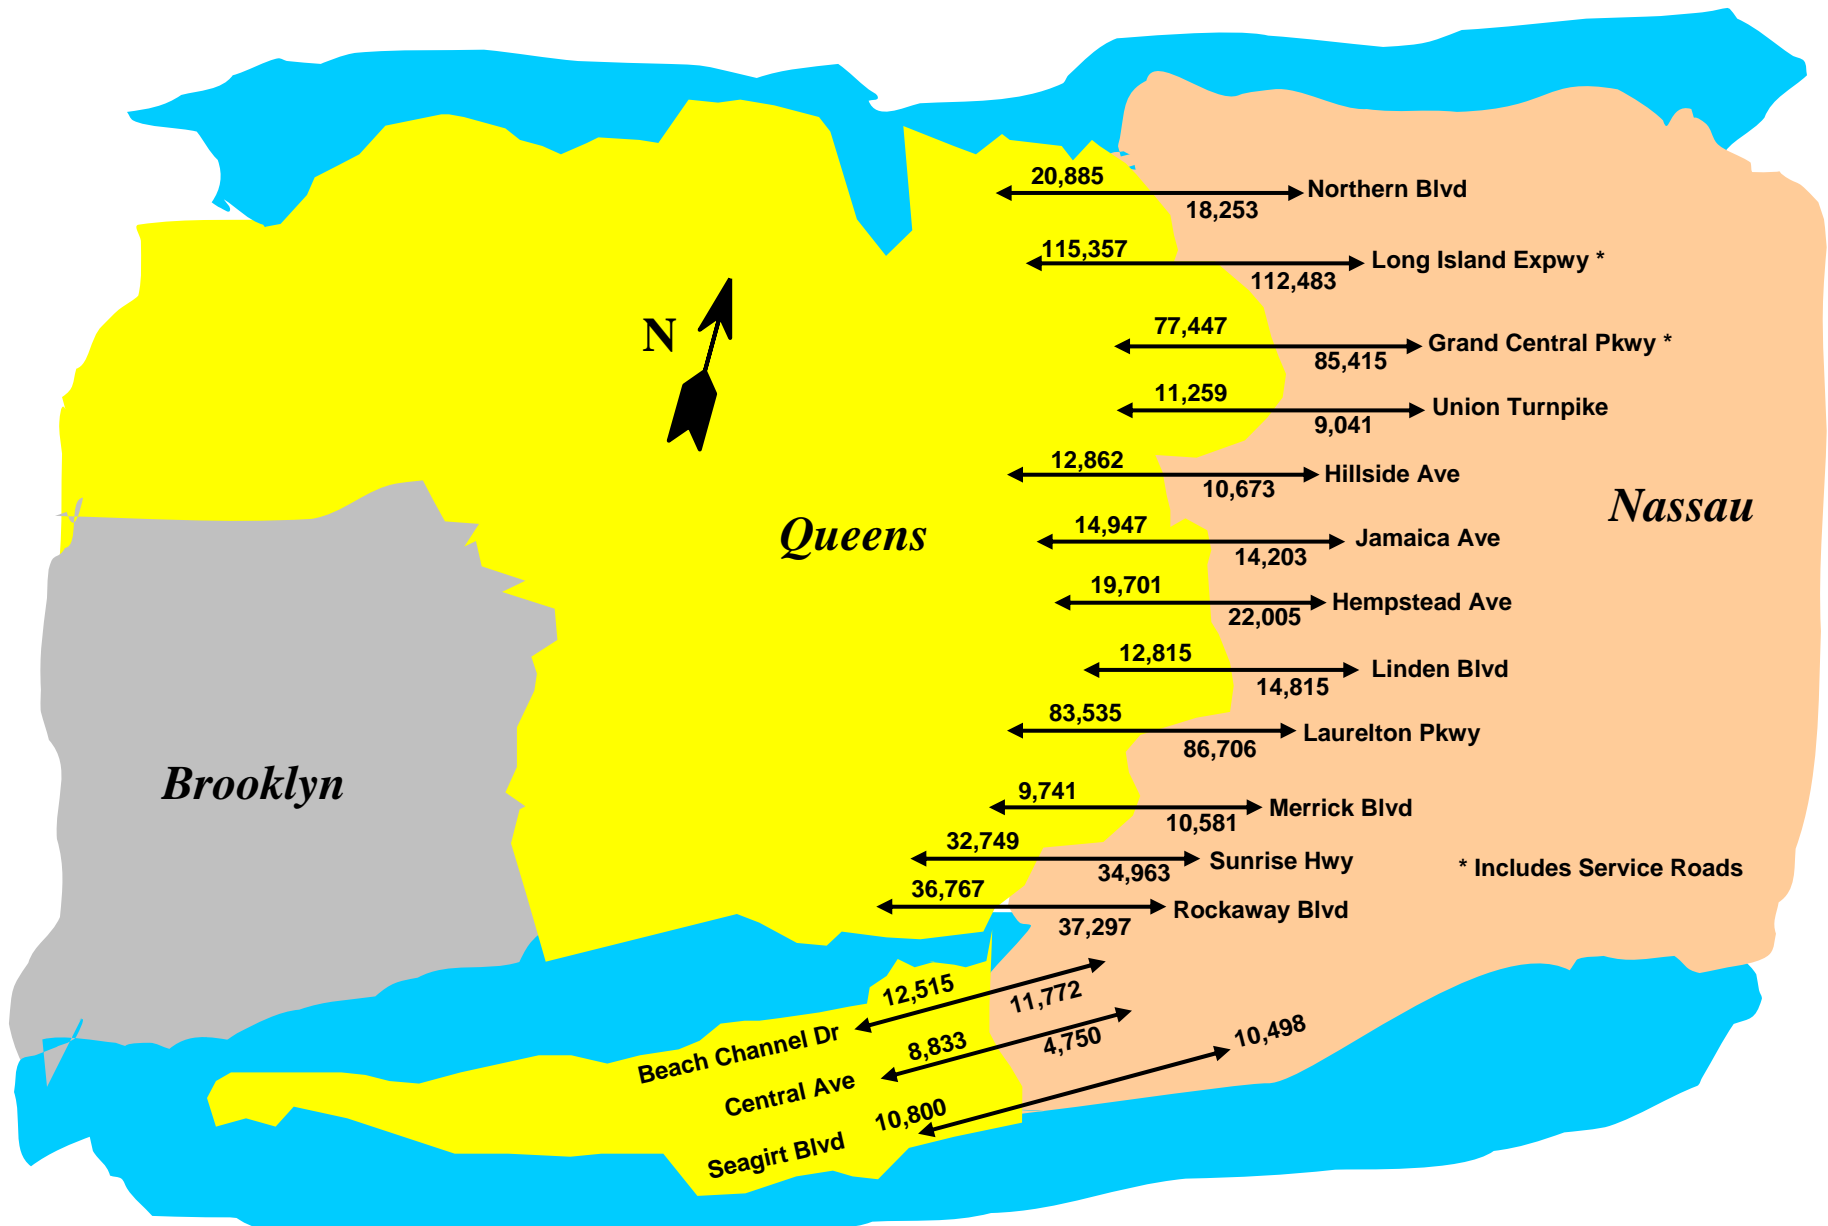 20,885
Northern Blvd
18,253
115,357
Long Island Expwy *
112,483
N
77,447
Grand Central Pkwy *
85,415
11,259
Union Turnpike
9,041
12,862
Hillside Ave
10,673
Nassau
Queens
14,947
Jamaica Ave
14,203
19,701
Hempstead Ave
22,005
12,815
Linden Blvd
14,815
83,535
Laurelton Pkwy
86,706
Brooklyn
9,741
Merrick Blvd
10,581
32,749
Sunrise Hwy
34,963
* Includes Service Roads
36,767
Rockaway Blvd
37,297
12,515
11,772
Beach Channel Dr
8,833
4,750
Central Ave
10,498
10,800
Seagirt Blvd